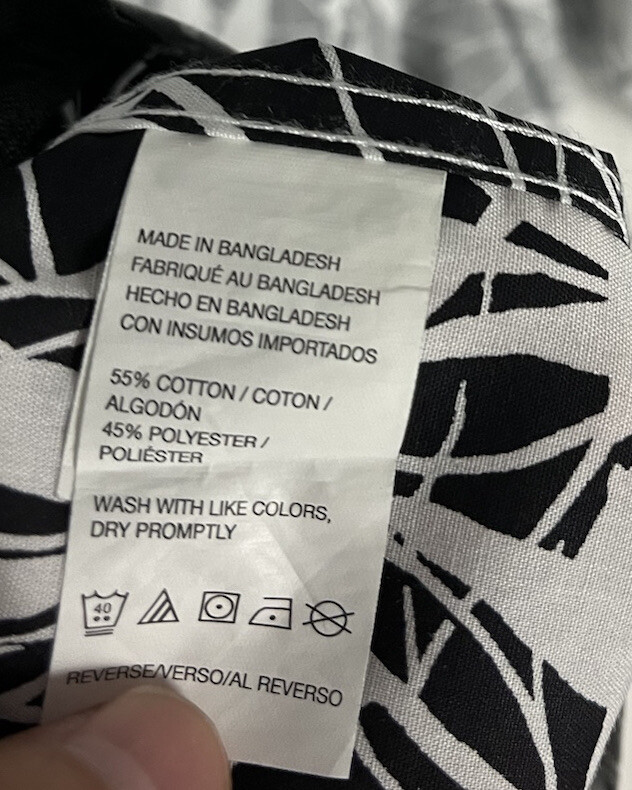 MADE IN BANGLADESH
FABRIQUÉ AU BANGLADESH
HECHO EN BANGLADESH
CON INSUMOS IMPORTADOS
55% COTTON / COTON /
ALGODÓN
45% POLYESTER /
POLIÉSTER
WASH WITH LIKE COLORS,
DRY PROMPTLY
40
REVERSE/VERSO/AL REVERSO